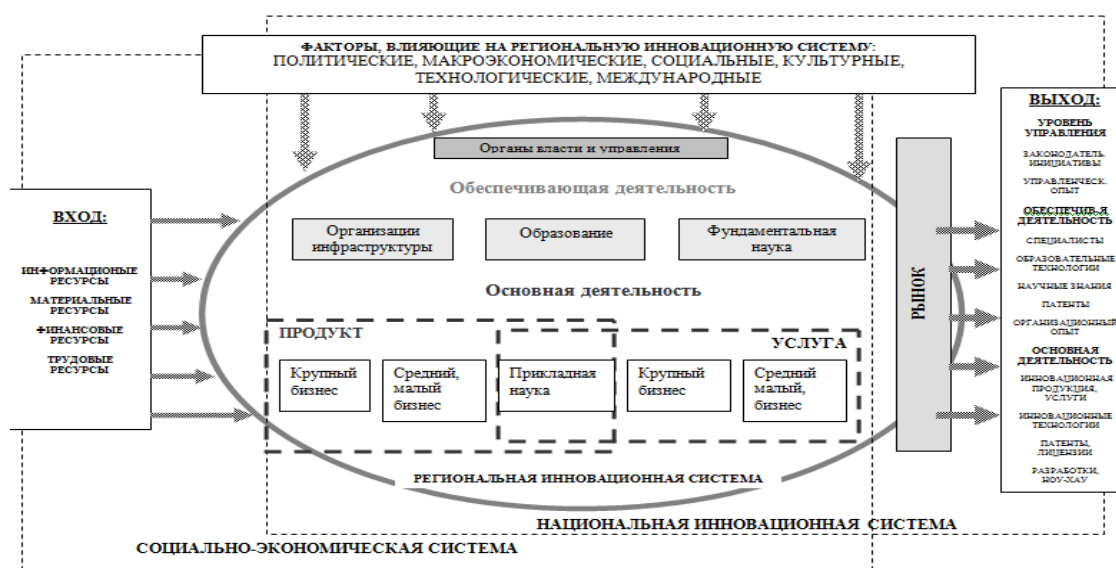 ФАКТОРЫ, ВЛИЯЮЩИЕ НА РЕГИОНАЛЬНУЮ ИННОВАЦИОННУЮ СИСТЕМУ:
ПОЛИТИЧЕСКИЕ, МАКРОЭКОНОМИЧЕСКИЕ, СОЦИАЛЬНЫЕ, КУЛЬТУРНЫЕ,
ТЕХНОЛОГИЧЕСКИЕ, МЕЖДУНАРОДНЫЕ
ВХОД:
ИНФОРМАЦИОНЫЕ
РЕСУРСЫ
МАТЕРИАЛЬНЫЕ
РЕСУРСЫ
ФИНАНСОВЫЕ
РЕСУРСЫ
ТРУДОВЫЕ
РЕСУРСЫ
Органы власти и управления
Обеспечивающая деятельность
Организации
инфраструктуры
Образование
Фундаментальная
наука
Основная деятельность
ПРОДУКТ
УСЛУГА
Крупный
бизнес
Средний,
малый
бизнес
Прикладная
наука
Крупный
бизнес
Средний
малый,
бизнес
РЕГИОНАЛЬНАЯ ИННОВАЦИОННАЯ СИСТЕМА
НАЦИОНАЛЬНАЯ ИННОВАЦИОННАЯ СИСТЕМА
СОЦИАЛЬНО-ЭКОНОМИЧЕСКАЯ СИСТЕМА
РЫНОК
ВЫХОД:
УРОВЕНЬ
УПРАВЛЕНИЯ
ЗАКОНОДАТЕЛЬ.
ИНИЦИАТИВЫ
УПРАВЛЕНЧЕСК.
ОПЫТ
ОБЕСПЕЧИВ-Я
ДЕЯТЕЛЬНОСТЬ
СПЕЦИАЛИСТЫ
ОБРАЗОВАТЕЛЬНЫЕ
ТЕХНОЛОГИИ
НАУЧНЫЕ ЗНАНИЯ
ПАТЕНТЫ
ОРГАНИЗАЦИОННЫЙ
ОПЫТ
ОСНОВНАЯ
ДЕЯТЕЛЬНОСТЬ
ИННОВАЦИОННАЯ
ПРОДУКЦИЯ,
УСЛУГИ
ИННОВАЦИОННЫЕ
ТЕХНОЛОГИИ
ПАТЕНТЫ,
ЛИЦЕНЗИИ
РАЗРАБОТКИ,
НОУ-ХАУ